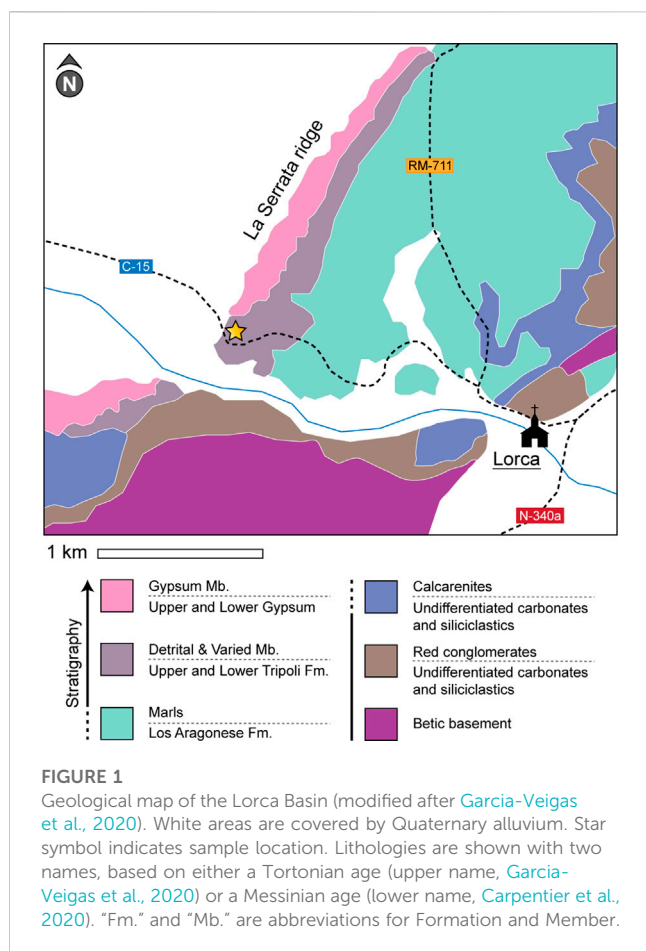 N
La Serrata ridge
RM-711
C-15
Lorca
N-340a
1 km
Stratigraphy
Gypsum Mb.
Upper and Lower Gypsum
Detrital & Varied Mb.
Upper and Lower Tripoli Fm.
Marls
Los Aragonese Fm.
Calcarenites
Undifferentiated carbonates
and siliciclastics
Red conglomerates
Undifferentiated carbonates
and siliciclastics
Betic basement
FIGURE 1
Geological map of the Lorca Basin (modified after Garcia-Veigas
et al., 2020). White areas are covered by Quaternary alluvum. Star
symbol indicates sample location. Lithologies are shown with two
names, based on either a Tortonian age (upper name, Garcia-
Veigas et al., 2020) or a Messinian age (lower name, Carpentier et al.,
2020). “Fm.” and “Mb.” are abbreviations for Formation and Member.